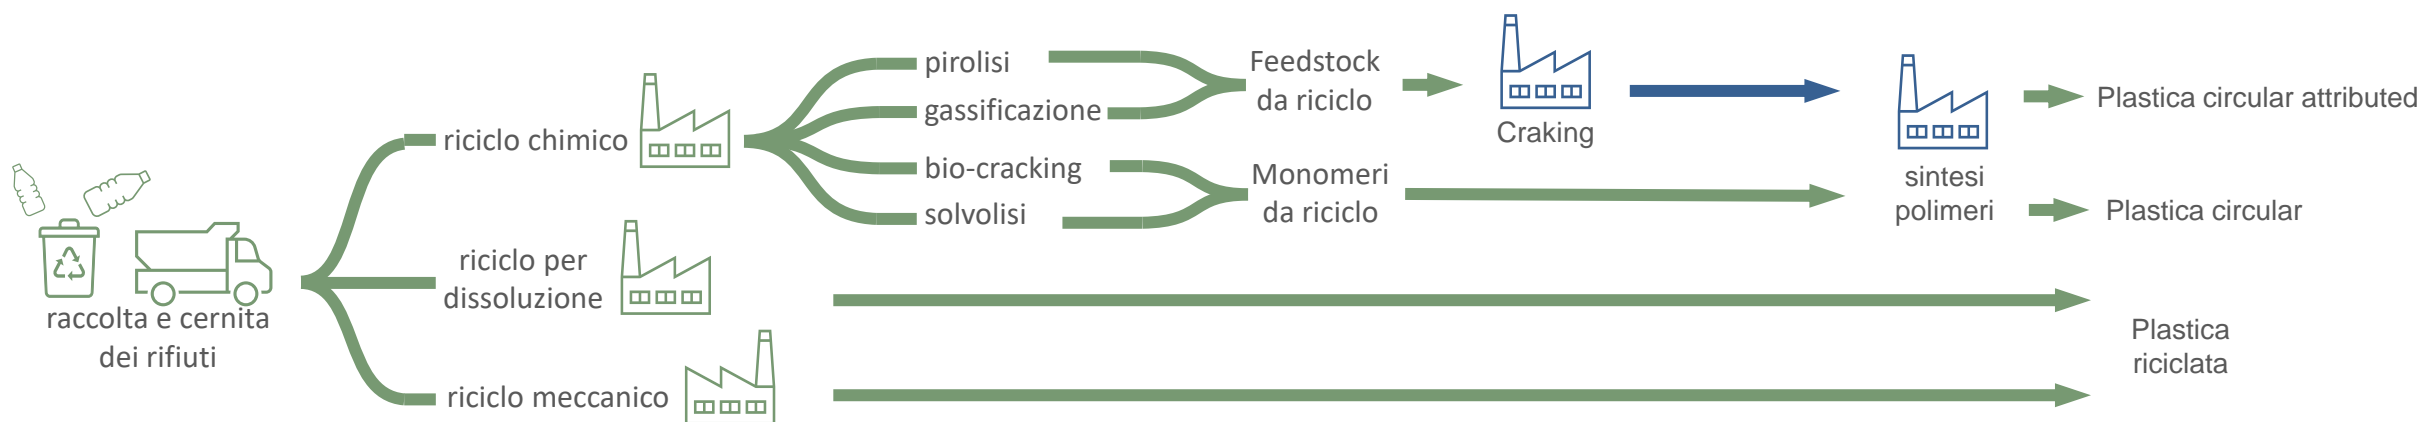 raccolta e cernita
dei rifiuti
riciclo chimico
riciclo per
dissoluzione
riciclo meccanico
pirolisi
gassificazione
bio-cracking
solvolisi
Feedstock
da riciclo
Monomeri
da riciclo
Craking
sintesi
polimeri
Plastica circular attributed
Plastica circular
Plastica
riciclata